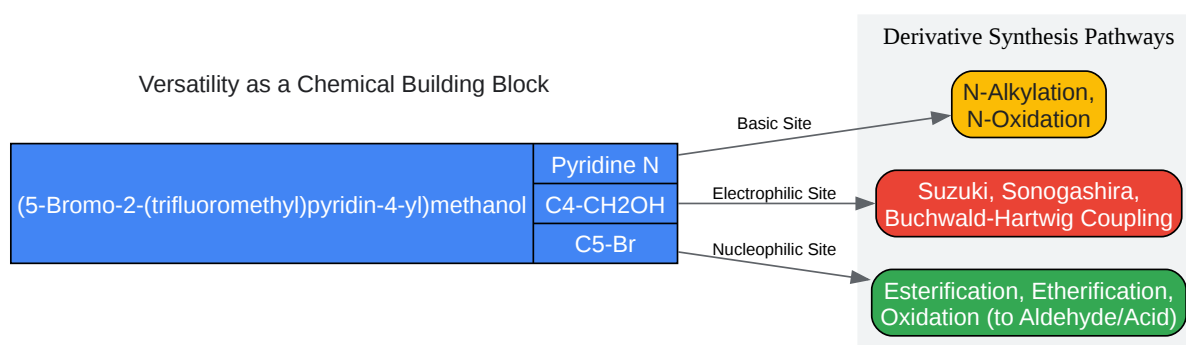 Derivative Synthesis Pathways
Versatility as a Chemical Building Block
N-Alkylation,
N-Oxidation
Basic Site
(5-Bromo-2-(trifluoromethyl)pyridin-4-yl)methanol
Pyridine N
C4-CH2OH
C5-Br
Electrophilic Site
Suzuki, Sonogashira,
Buchwald-Hartwig Coupling
Nucleophilic Site
Esterification, Etherification,
Oxidation (to Aldehyde/Acid)